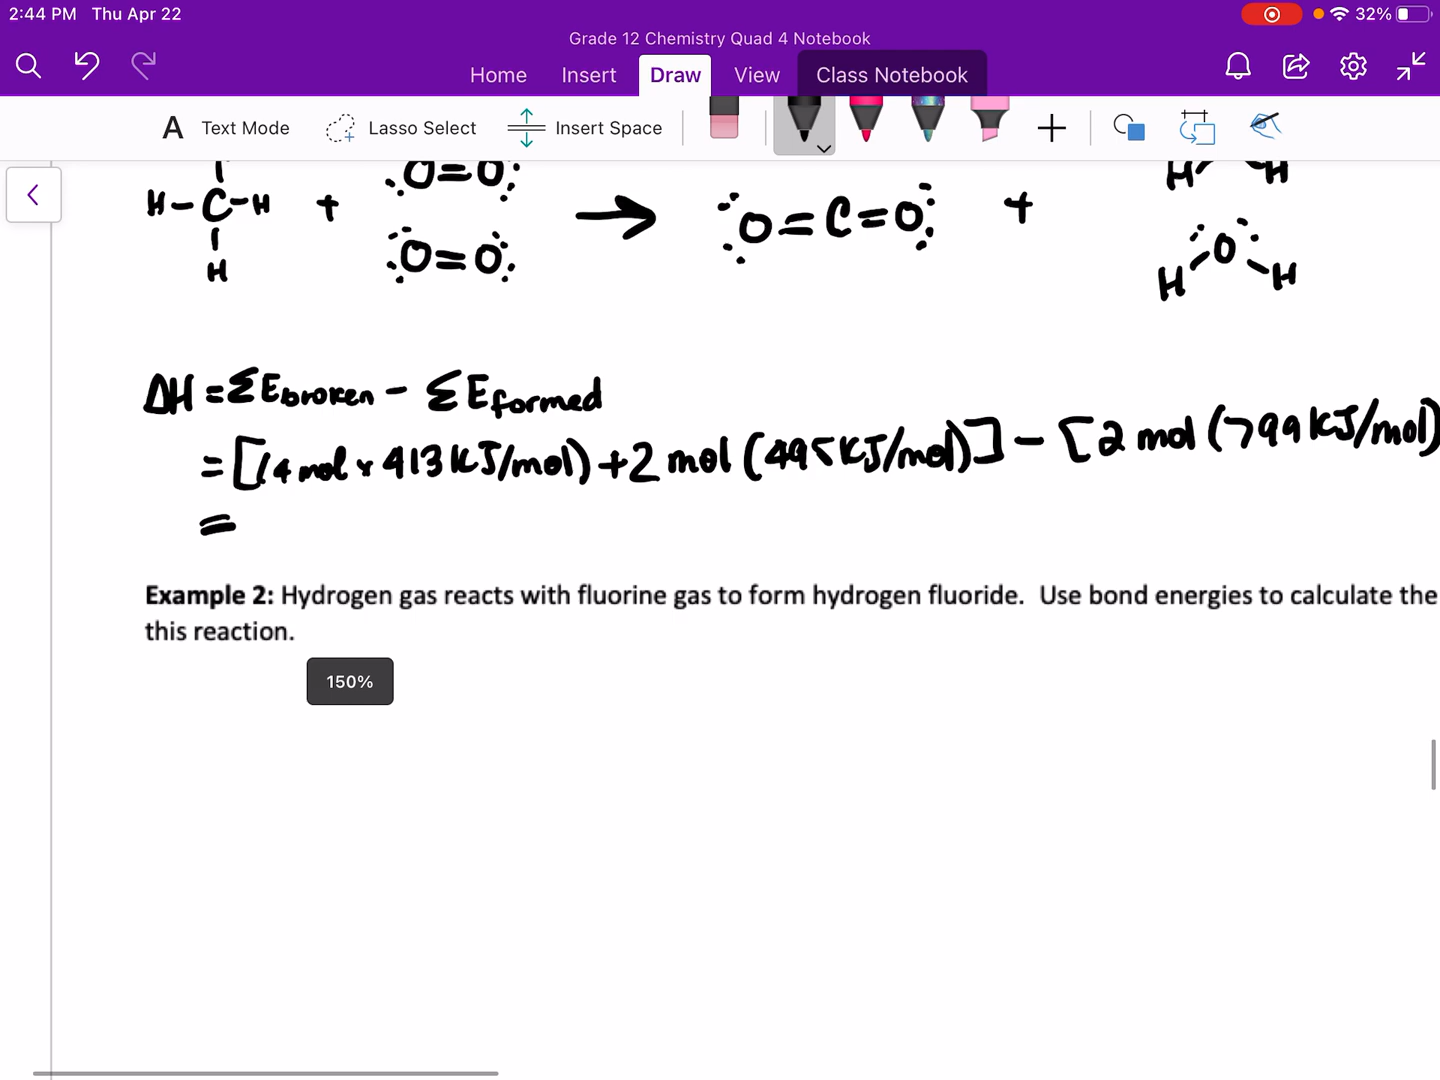 2:44 PM Thu Apr 22 32%
Grade 12 Chemistry Quad 4 Notebook
Home Insert Draw View Class Notebook
A Text Mode Lasso Select Insert Space
:O=O: H H
H-C-H + → :O=C=O: +
H :O=O: H O H
ΔH = ΣEbroken - ΣEformed
= [(4 mol x 413 KJ/mol) + 2 mol (495 KJ/mol)] - [2 mol (799 KJ/mol)
=
Example 2: Hydrogen gas reacts with fluorine gas to form hydrogen fluoride. Use bond energies to calculate the
this reaction.
150%